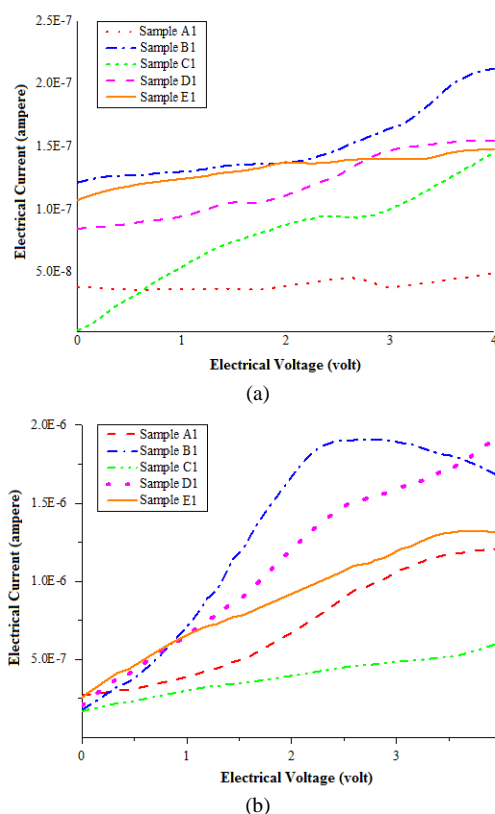 2.5E-7
2.0E-7
1.5E-7
1.0E-7
5.0E-8
Electrical Current (ampere)
Sample A1
Sample B1
Sample C1
Sample D1
Sample E1
0 1 2 3 4
Electrical Voltage (volt)
(a)
2.0E-6
1.5E-6
1.0E-6
5.0E-7
Electrical Current (ampere)
Sample A1
Sample B1
Sample C1
Sample D1
Sample E1
0 1 2 3
Electrical Voltage (volt)
(b)